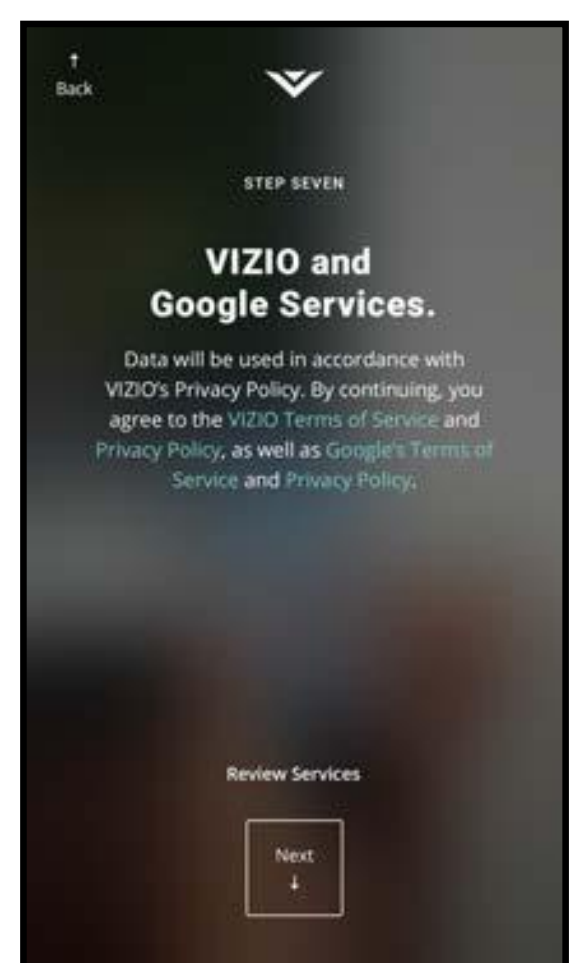 ↑
Back
STEP SEVEN
VIZIO and
Google Services.
Data will be used in accordance with
VIZIO's Privacy Policy. By continuing, you
agree to the VIZIO Terms of Service and
Privacy Policy, as well as Google's Terms of
Service and Privacy Policy.
Review Services
Next
↓